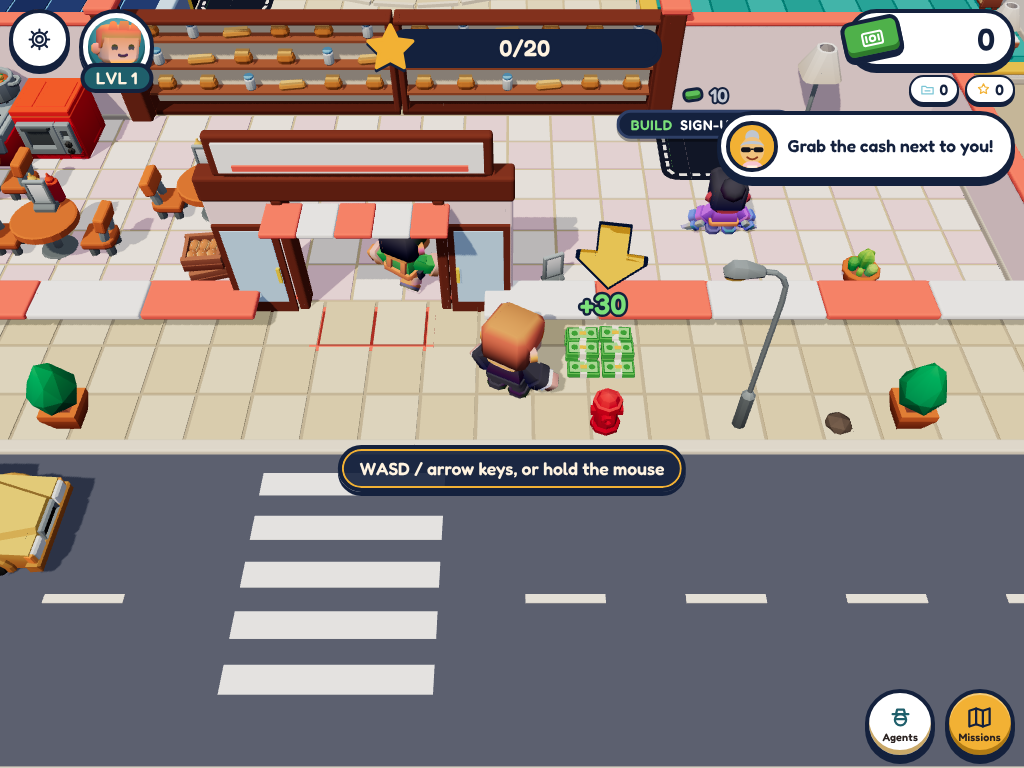 LVL 1
0/20
0
0
0
10
BUILD SIGN-
Grab the cash next to you!
+30
WASD / arrow keys, or hold the mouse
Agents
Missions